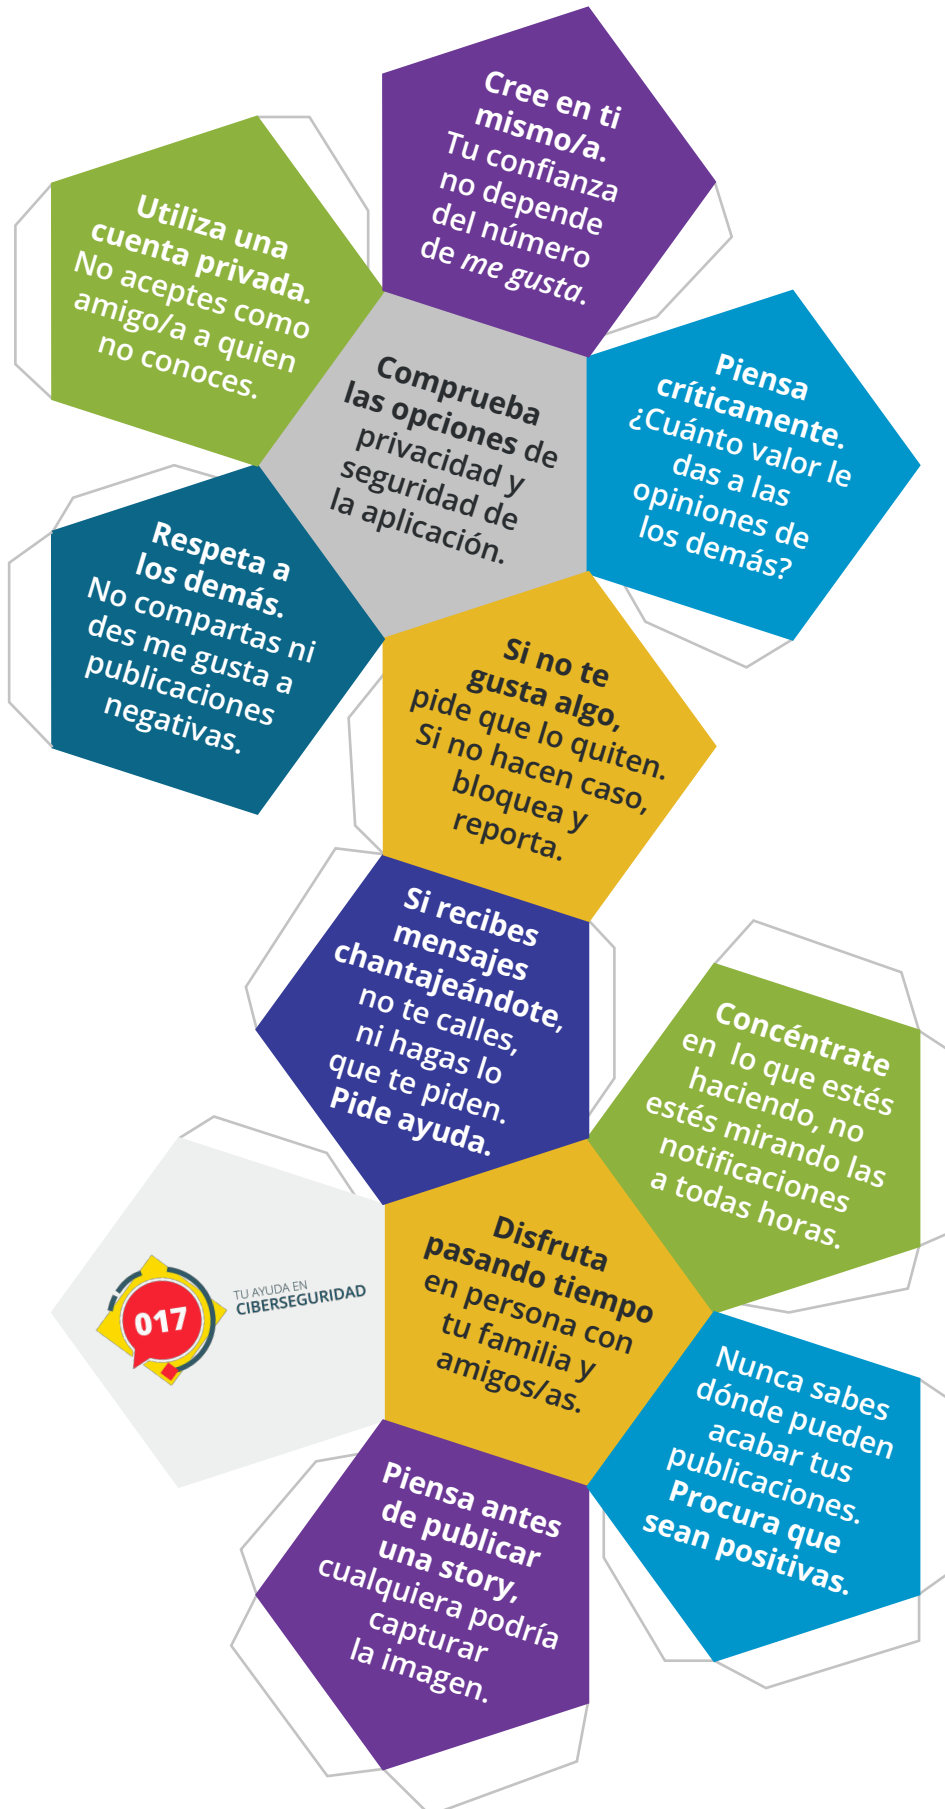 Cree en ti
mismo/a.
Tu confianza
no depende
del número
de me gusta.
Utiliza una
cuenta privada.
No aceptes como
amigo/a a quien
no conoces.
Comprueba
las opciones de
privacidad y
seguridad de
la aplicación.
Piensa
críticamente.
¿Cuánto valor le
das a las
opiniones de
los demás?
Respeta a
los demás.
No compartas ni
des me gusta a
publicaciones
negativas.
Si no te
gusta algo,
pide que lo quiten.
Si no hacen caso,
bloquea y
reporta.
Si recibes
mensajes
chantajeándote,
no te calles,
ni hagas lo
que te piden.
Pide ayuda.
Concéntrate
en lo que estés
haciendo, no
estés mirando las
notificaciones
a todas horas.
Disfruta
pasando tiempo
en persona con
tu familia y
amigos/as.
017
TU AYUDA EN
CIBERSEGURIDAD
Nunca sabes
dónde pueden
acabar tus
publicaciones.
Procura que
sean positivas.
Piensa antes
de publicar
una story,
cualquiera podría
capturar
la imagen.